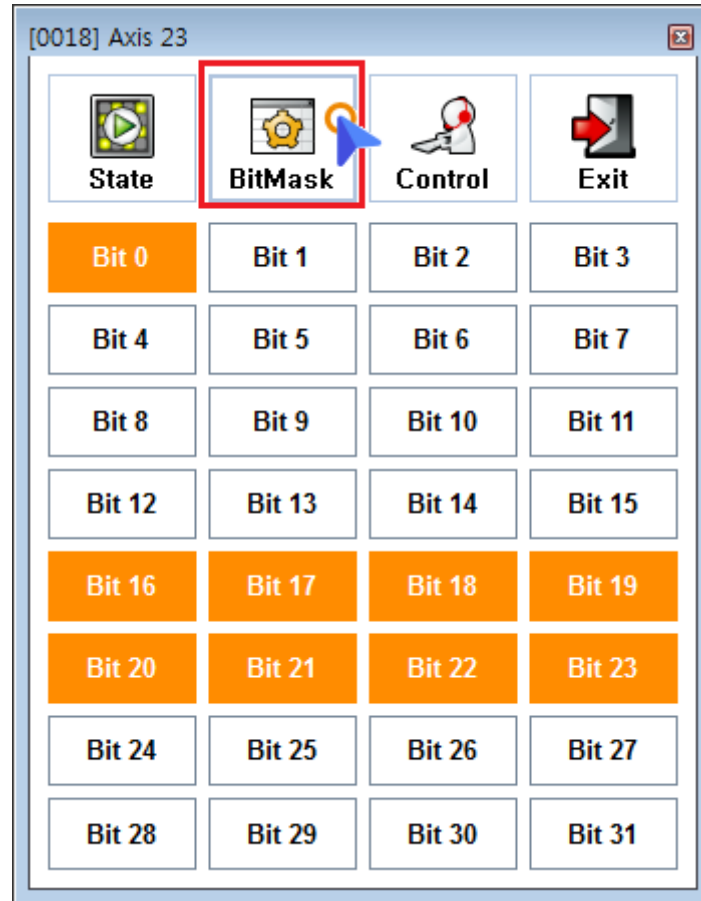 [0018] Axis 23
State BitMask Control Exit
Bit 0 Bit 1 Bit 2 Bit 3
Bit 4 Bit 5 Bit 6 Bit 7
Bit 8 Bit 9 Bit 10 Bit 11
Bit 12 Bit 13 Bit 14 Bit 15
Bit 16 Bit 17 Bit 18 Bit 19
Bit 20 Bit 21 Bit 22 Bit 23
Bit 24 Bit 25 Bit 26 Bit 27
Bit 28 Bit 29 Bit 30 Bit 31